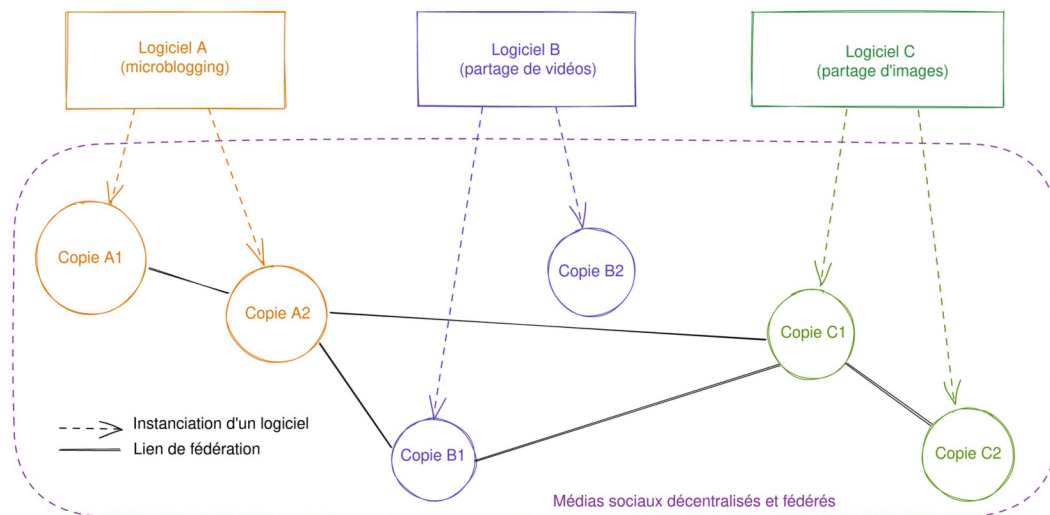 Logiciel A
(microblogging)
Logiciel B
(partage de vidéos)
Logiciel C
(partage d'images)
Copie A1
Copie A2
Copie B2
Copie C1
Copie B1
Copie C2
Instanciation d'un logiciel
Lien de fédération
Médias sociaux décentralisés et fédérés